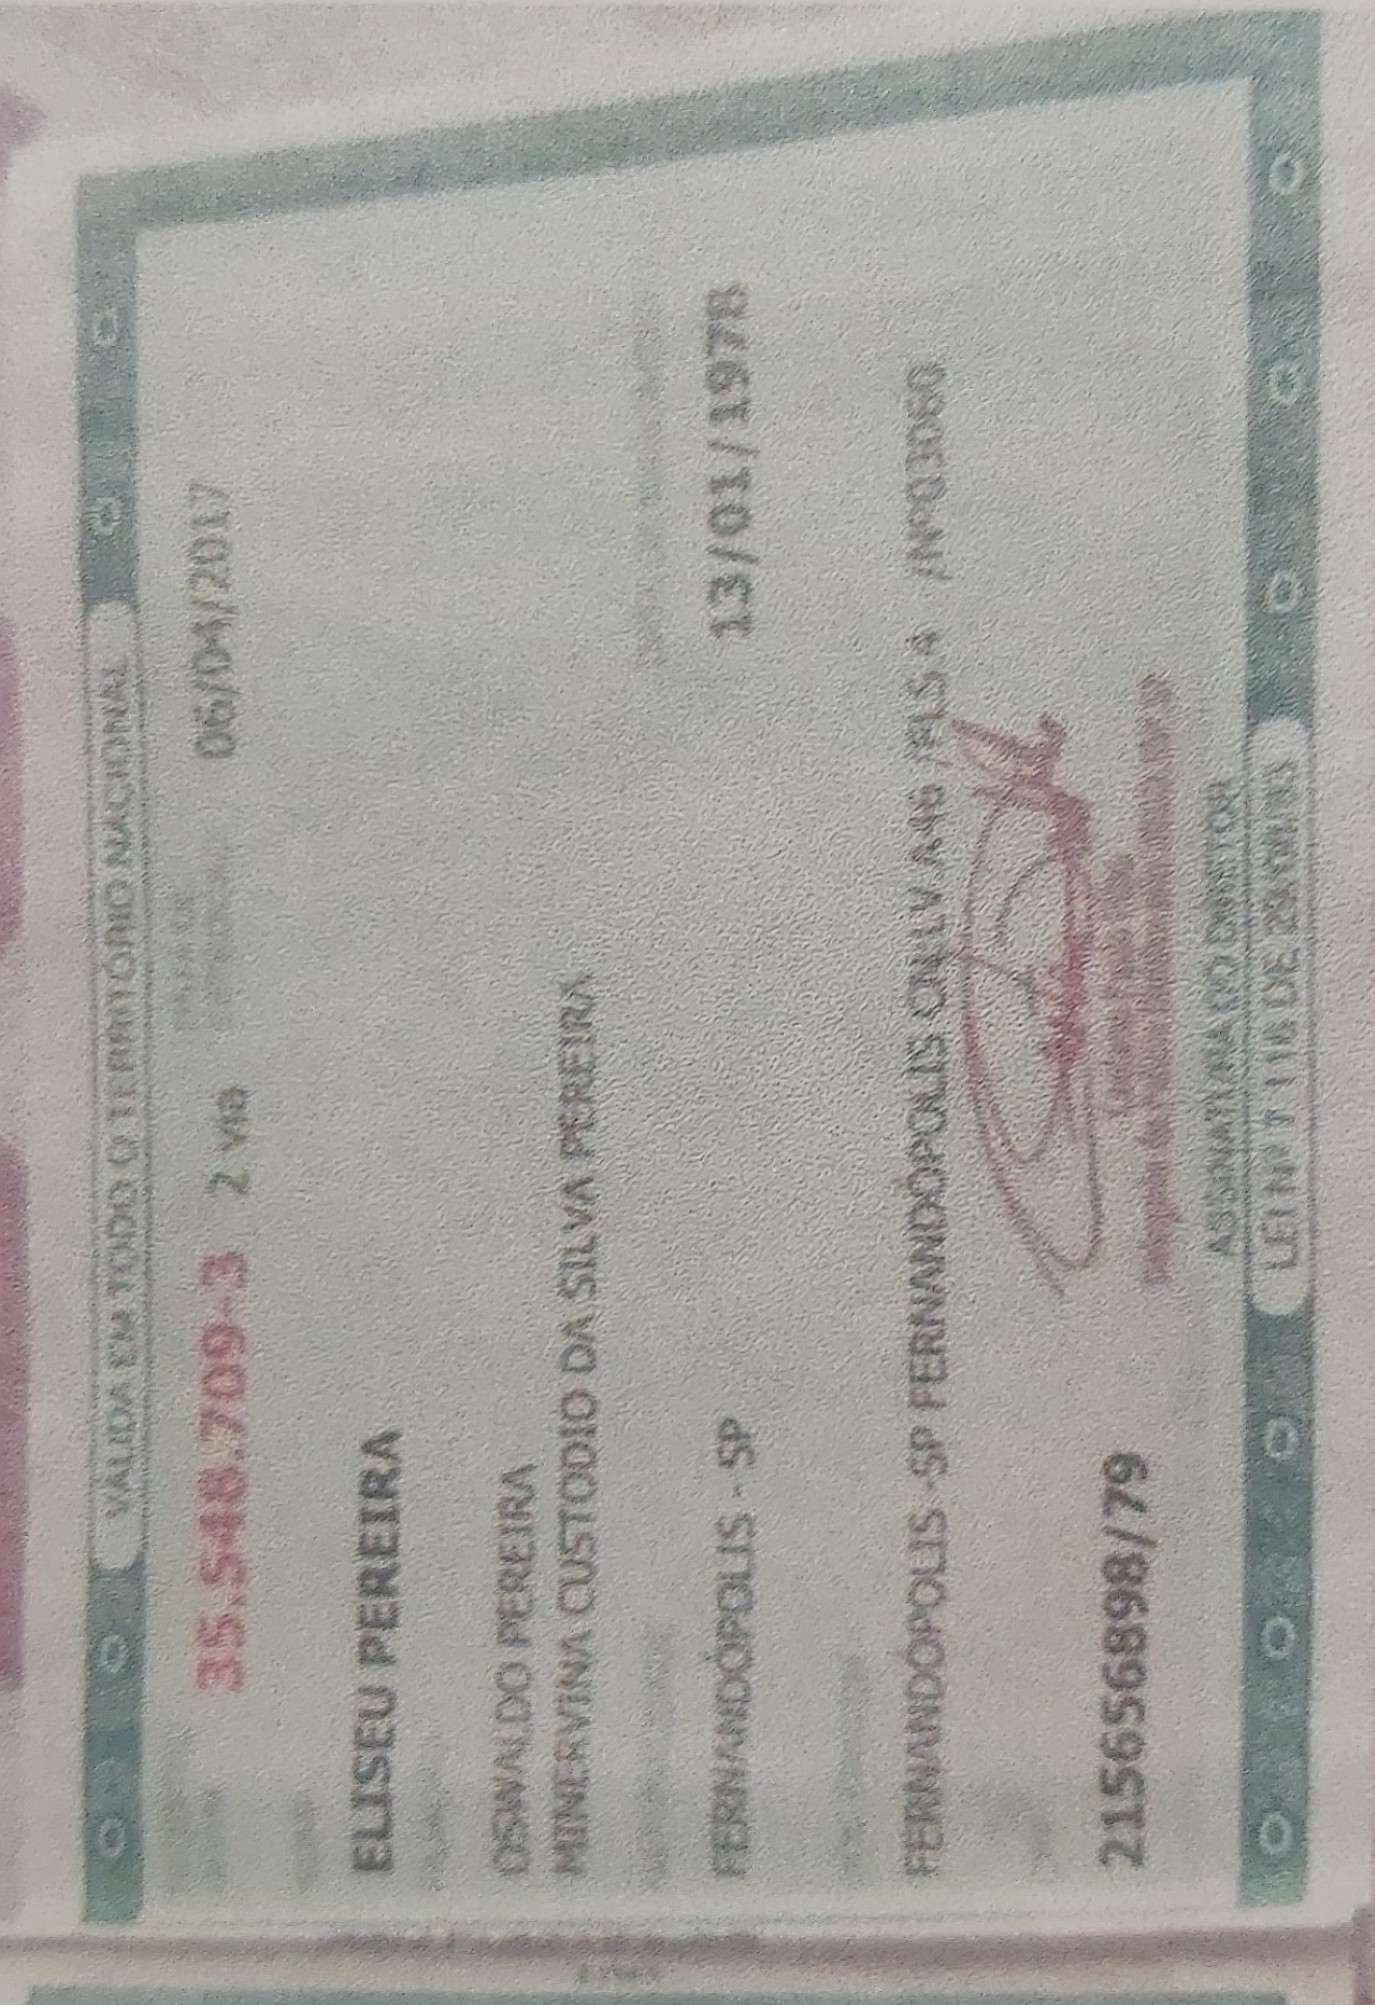 VÁLIDA EM TODO O TERRITÓRIO NACIONAL
35.548.709-3 2 via 06/04/2017
ELISEU PEREIRA
OSWALDO PEREIRA
MINERVINA CUSTODIO DA SILVA PEREIRA
FERNANDÓPOLIS - SP 13/01/1978
FERNANDÓPOLIS -SP FERNANDÓPOLIS CN:LV A46 /FLS 4 /Nº03060
215656898/79
ASSINATURA DO DIRETOR
LEI Nº 7.116 DE 29/08/83